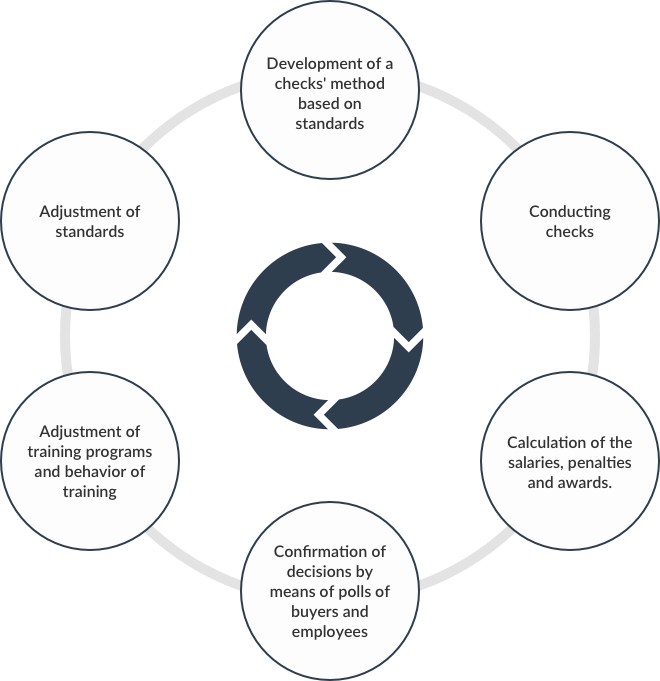 Development of a
checks' method
based on
standards
Conducting
checks
Calculation of the
salaries, penalties
and awards.
Confirmation of
decisions by
means of polls of
buyers and
employees
Adjustment of
training programs
and behavior of
training
Adjustment of
standards